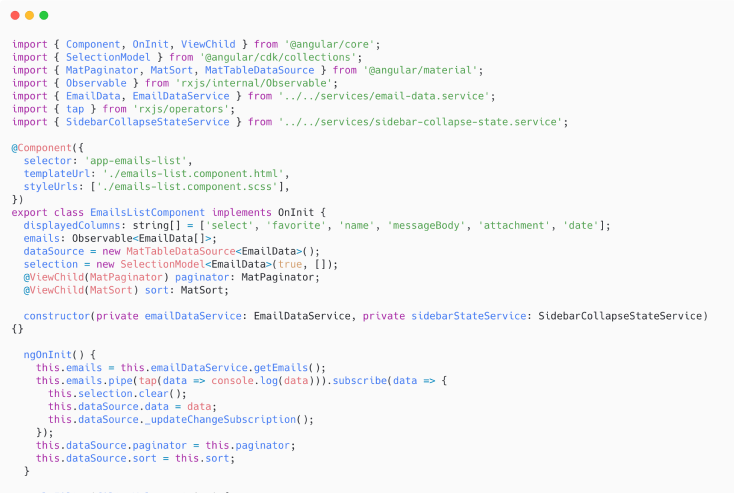 import { Component, OnInit, ViewChild } from '@angular/core';
import { SelectionModel } from '@angular/cdk/collections';
import { MatPaginator, MatSort, MatTableDataSource } from '@angular/material';
import { Observable } from 'rxjs/internal/Observable';
import { EmailData, EmailDataService } from '../../services/email-data.service';
import { tap } from 'rxjs/operators';
import { SidebarCollapseStateService } from '../../services/sidebar-collapse-state.service';

@Component({
  selector: 'app-emails-list',
  templateUrl: './emails-list.component.html',
  styleUrls: ['./emails-list.component.scss'],
})
export class EmailsListComponent implements OnInit {
  displayedColumns: string[] = ['select', 'favorite', 'name', 'messageBody', 'attachment', 'date'];
  emails: Observable<EmailData[]>;
  dataSource = new MatTableDataSource<EmailData>();
  selection = new SelectionModel<EmailData>(true, []);
  @ViewChild(MatPaginator) paginator: MatPaginator;
  @ViewChild(MatSort) sort: MatSort;

  constructor(private emailDataService: EmailDataService, private sidebarStateService: SidebarCollapseStateService)
{}

  ngOnInit() {
    this.emails = this.emailDataService.getEmails();
    this.emails.pipe(tap(data => console.log(data))).subscribe(data => {
      this.selection.clear();
      this.dataSource.data = data;
      this.dataSource._updateChangeSubscription();
    });
    this.dataSource.paginator = this.paginator;
    this.dataSource.sort = this.sort;
  }